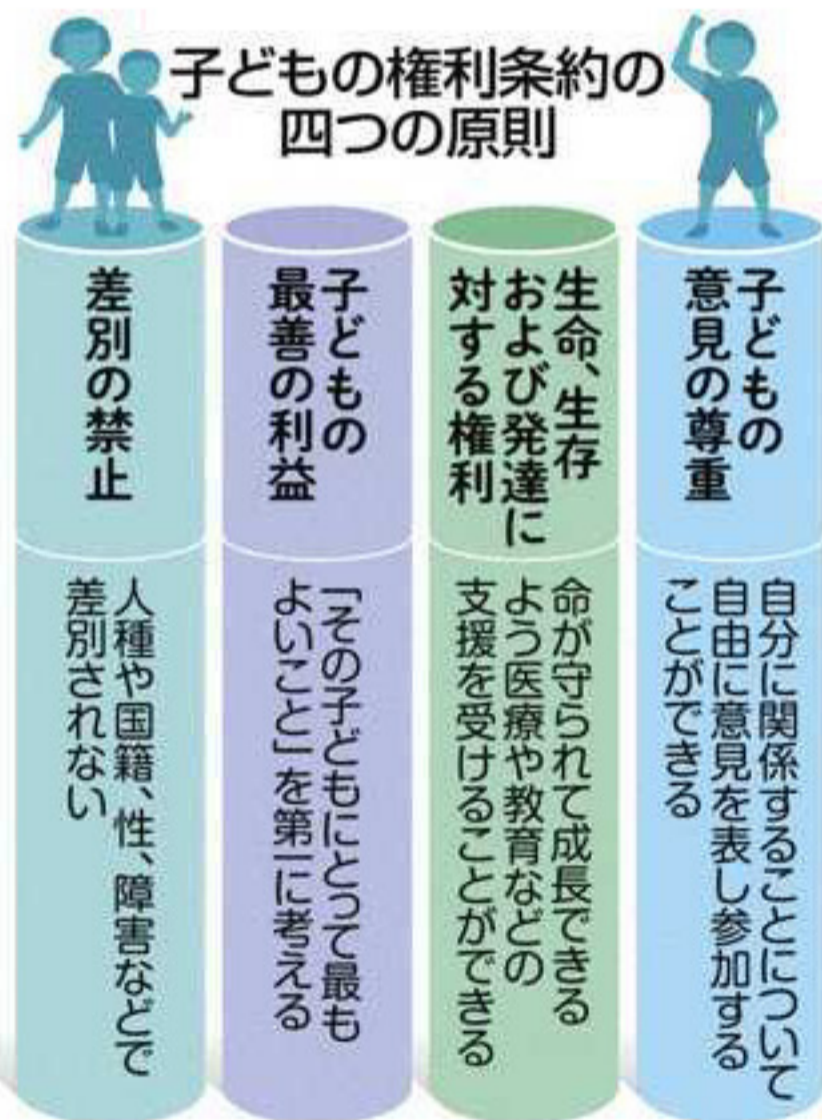 子どもの権利条約の
四つの原則
子どもの
意見の尊重
自分に関係することについて
自由に意見を表し参加する
ことができる
生命、生存
および発達に
対する権利
命が守られて成長できる
よう医療や教育などの
支援を受けることができる
子どもの
最善の利益
「その子どもにとって最も
よいこと」を第一に考える
差別の禁止
人種や国籍、性、障害などで
差別されない